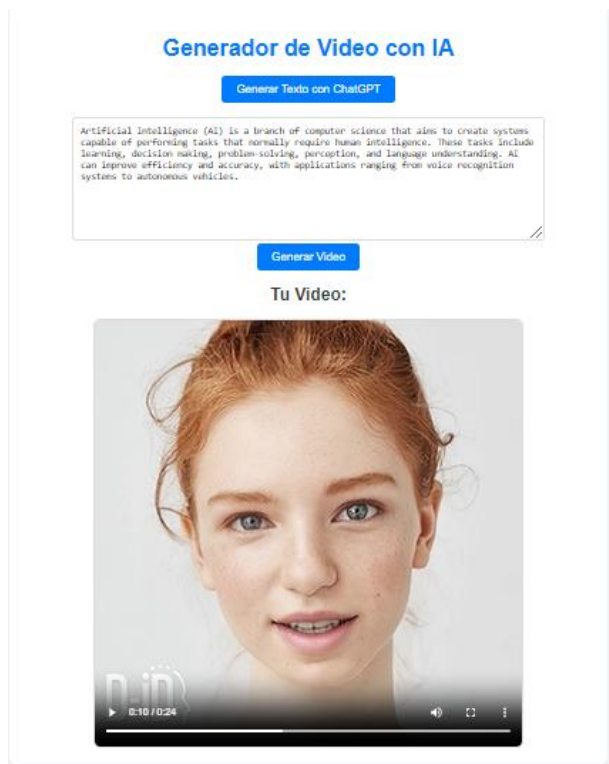 Generador de Video con IA
Generar Texto con ChatGPT
Artificial Intelligence (AI) is a branch of computer science that aims to create systems
capable of performing tasks that normally require human intelligence. These tasks include
learning, decision making, problem-solving, perception, and language understanding. AI
can improve efficiency and accuracy, with applications ranging from voice recognition
systems to autonomous vehicles.
Generar Video
Tu Video:
D-iD
0:10 / 0:24